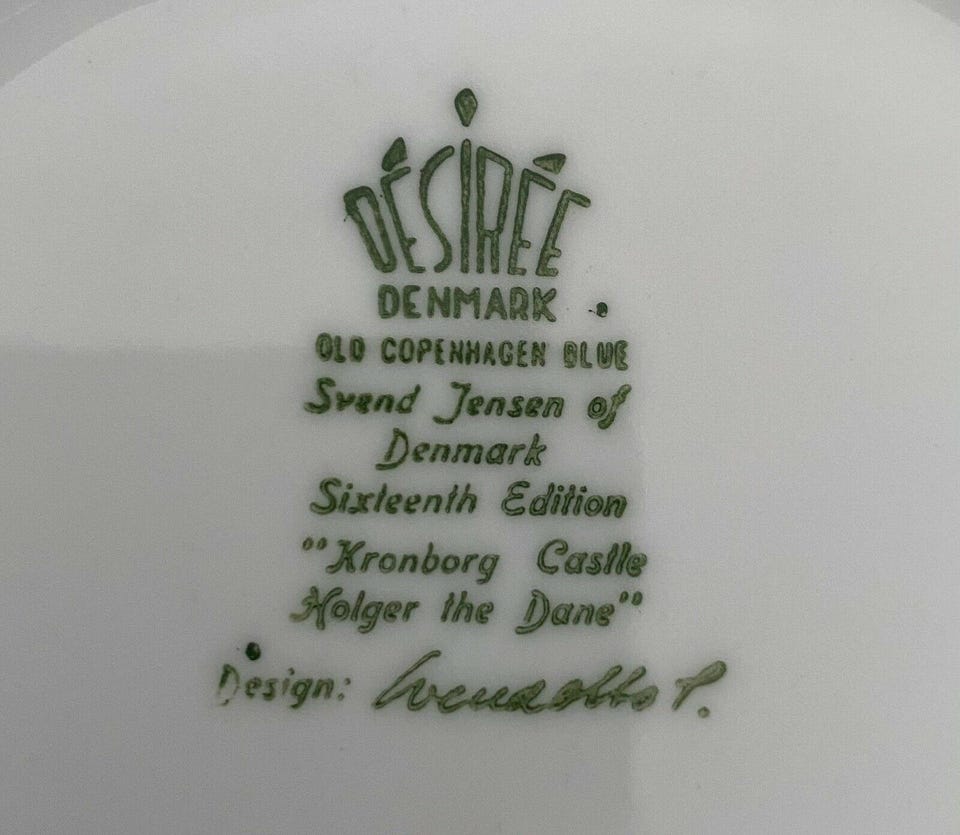 DÉSIRÉE
DENMARK
OLD COPENHAGEN BLUE
Svend Jensen of
Denmark
Sixteenth Edition
"Kronborg Castle
Holger the Dane"
Design: